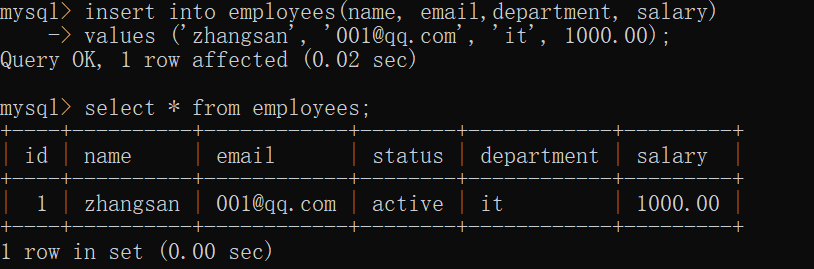 mysql> insert into employees(name, email,department, salary)
    -> values ('zhangsan', '001@qq.com', 'it', 1000.00);
Query OK, 1 row affected (0.02 sec)

mysql> select * from employees;
+----+----------+------------+--------+------------+---------+
| id | name     | email      | status | department | salary  |
+----+----------+------------+--------+------------+---------+
|  1 | zhangsan | 001@qq.com | active | it         | 1000.00 |
+----+----------+------------+--------+------------+---------+
1 row in set (0.00 sec)